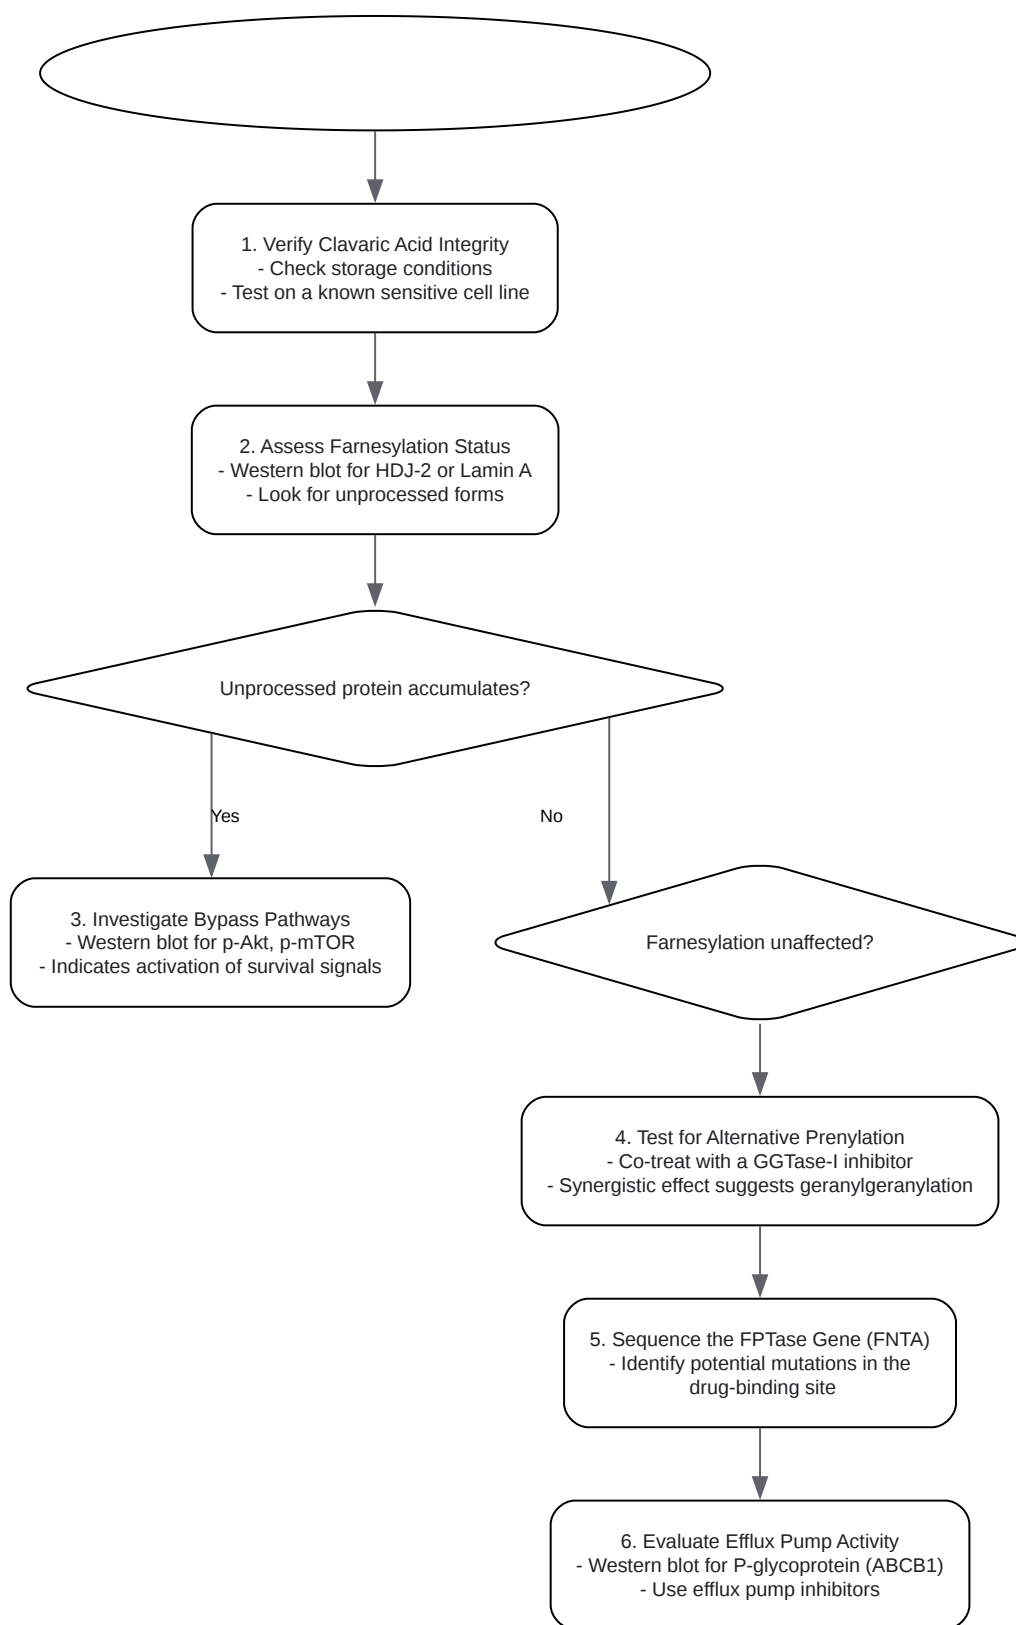 1. Verify Clavaric Acid Integrity
- Check storage conditions
- Test on a known sensitive cell line
2. Assess Farnesylation Status
- Western blot for HDJ-2 or Lamin A
- Look for unprocessed forms
Unprocessed protein accumulates?
Yes
No
3. Investigate Bypass Pathways
- Western blot for p-Akt, p-mTOR
- Indicates activation of survival signals
Farnesylation unaffected?
4. Test for Alternative Prenylation
- Co-treat with a GGTase-I inhibitor
- Synergistic effect suggests geranylgeranylation
5. Sequence the FPTase Gene (FNTA)
- Identify potential mutations in the
drug-binding site
6. Evaluate Efflux Pump Activity
- Western blot for P-glycoprotein (ABCB1)
- Use efflux pump inhibitors